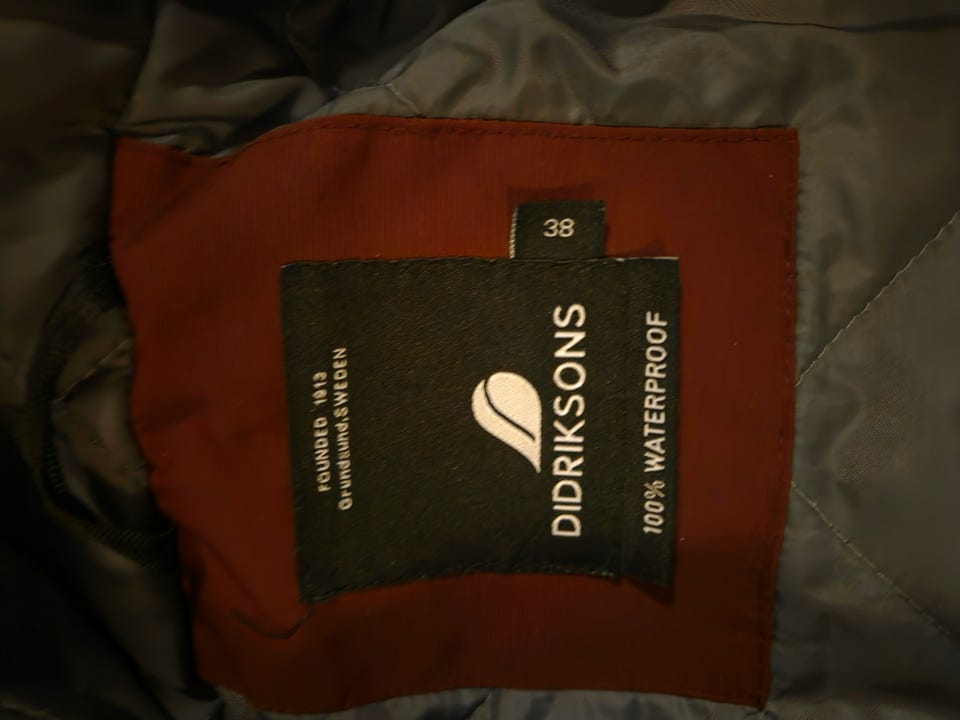 FOUNDED 1913
Grundsund.SWEDEN
DIDRIKSONS
100% WATERPROOF
38